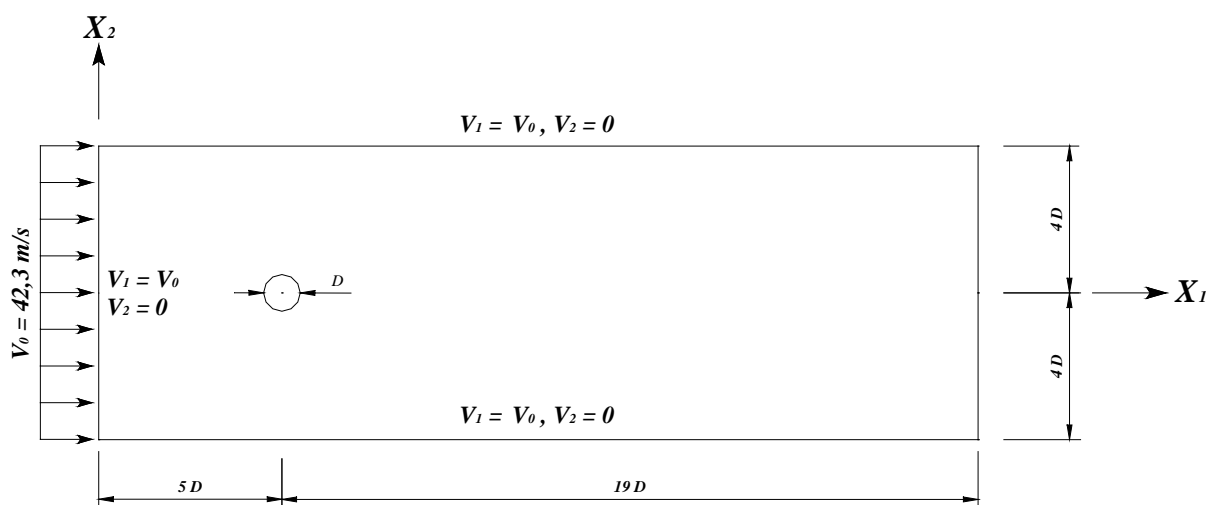 X2
V1 = V0 , V2 = 0
V0 = 42,3 m/s
V1 = V0
V2 = 0
D
X1
4D
4D
V1 = V0 , V2 = 0
5D
19D